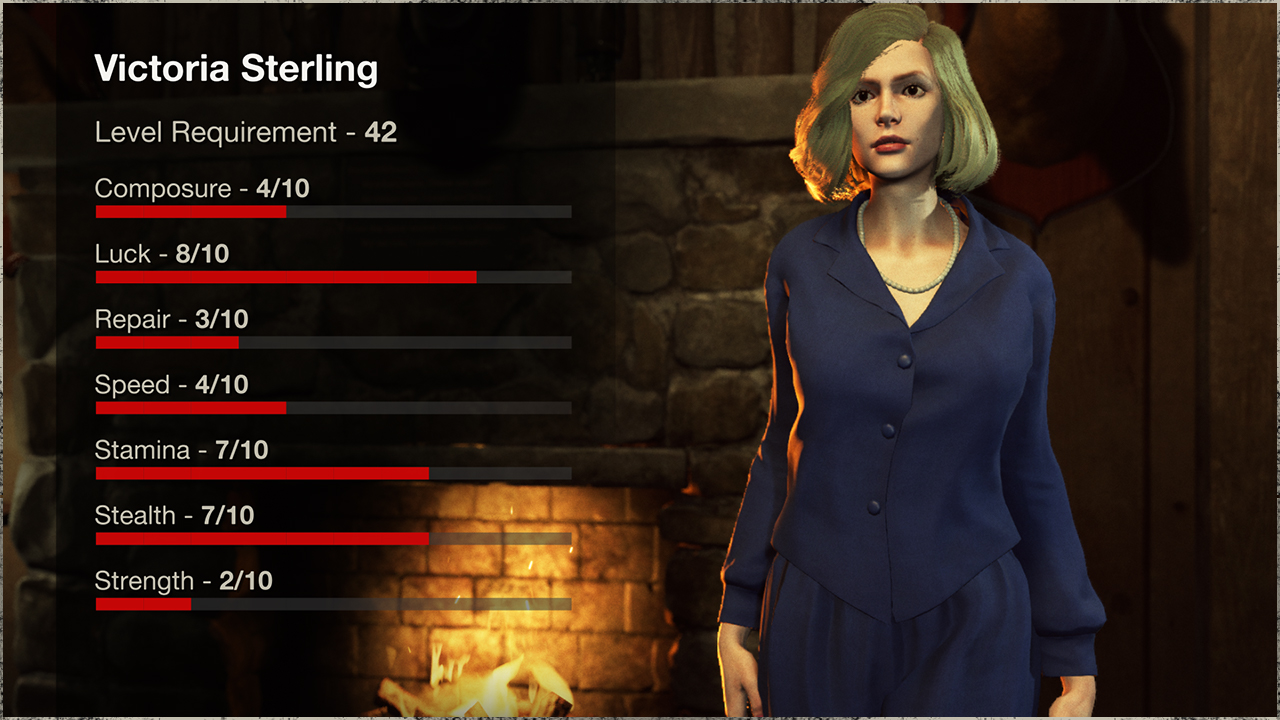 Victoria Sterling
Level Requirement - 42
Composure - 4/10
Luck - 8/10
Repair - 3/10
Speed - 4/10
Stamina - 7/10
Stealth - 7/10
Strength - 2/10